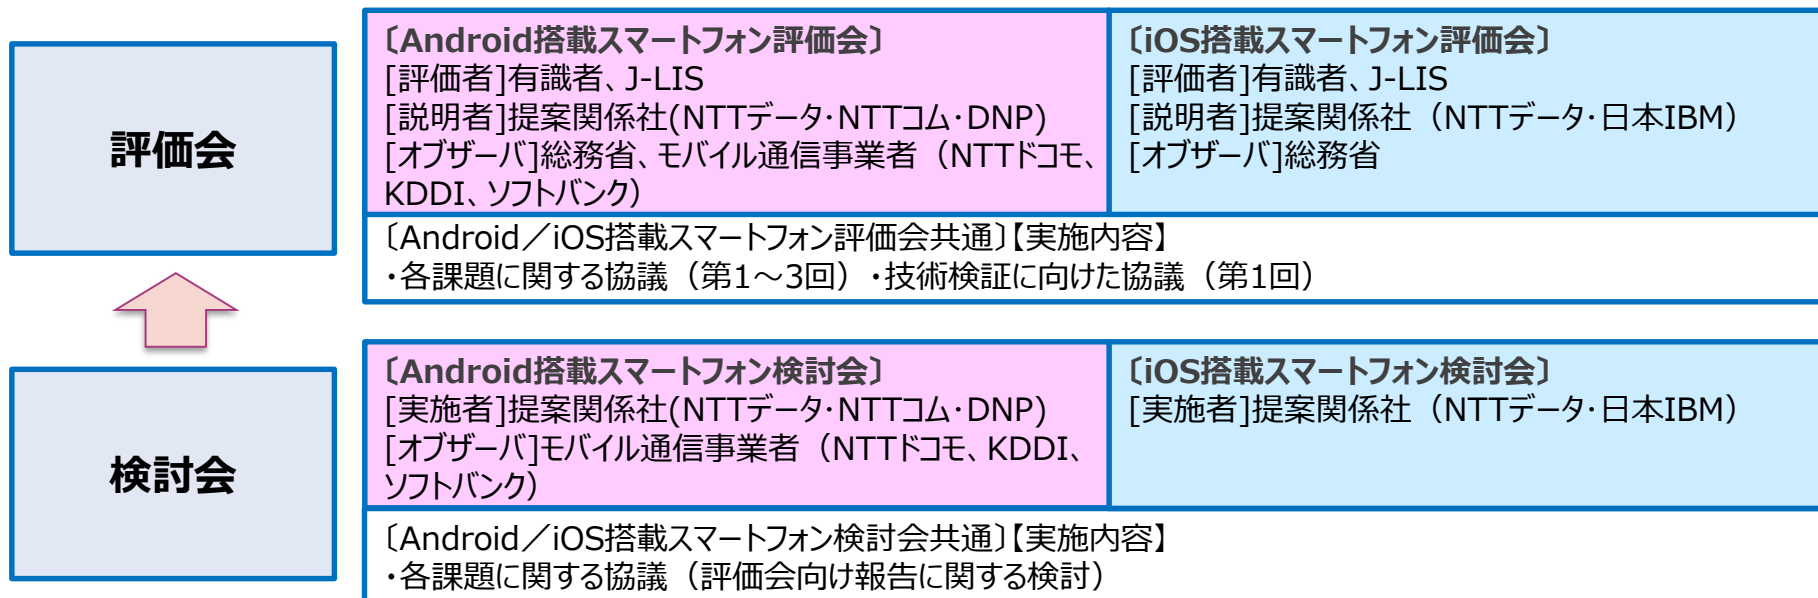 評価会
〔Android搭載スマートフォン評価会〕
[評価者]有識者、J-LIS
[説明者]提案関係社(NTTデータ・NTTコム・DNP)
[オブザーバ]総務省、モバイル通信事業者（NTTドコモ、
KDDI、ソフトバンク）
〔iOS搭載スマートフォン評価会〕
[評価者]有識者、J-LIS
[説明者]提案関係社（NTTデータ・日本IBM）
[オブザーバ]総務省
〔Android／iOS搭載スマートフォン評価会共通〕【実施内容】
・各課題に関する協議（第1～3回）・技術検証に向けた協議（第1回）
検討会
〔Android搭載スマートフォン検討会〕
[実施者]提案関係社(NTTデータ・NTTコム・DNP)
[オブザーバ]モバイル通信事業者（NTTドコモ、KDDI、
ソフトバンク）
〔iOS搭載スマートフォン検討会〕
[実施者]提案関係社（NTTデータ・日本IBM）
〔Android／iOS搭載スマートフォン検討会共通〕【実施内容】
・各課題に関する協議（評価会向け報告に関する検討）